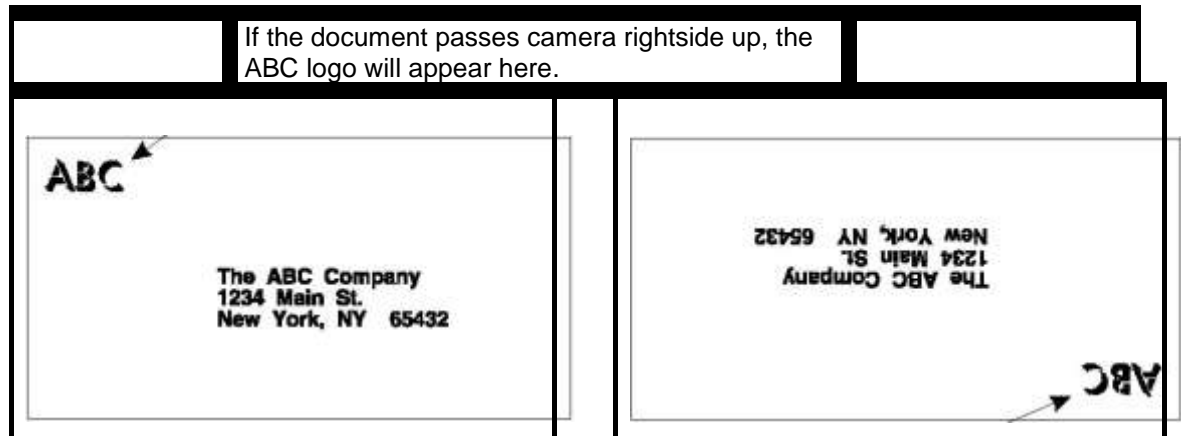 If the document passes camera rightside up, the
ABC logo will appear here.
ABC
The ABC Company
1234 Main St.
New York, NY 65432
ABC
The ABC Company
1234 Main St.
New York, NY 65432